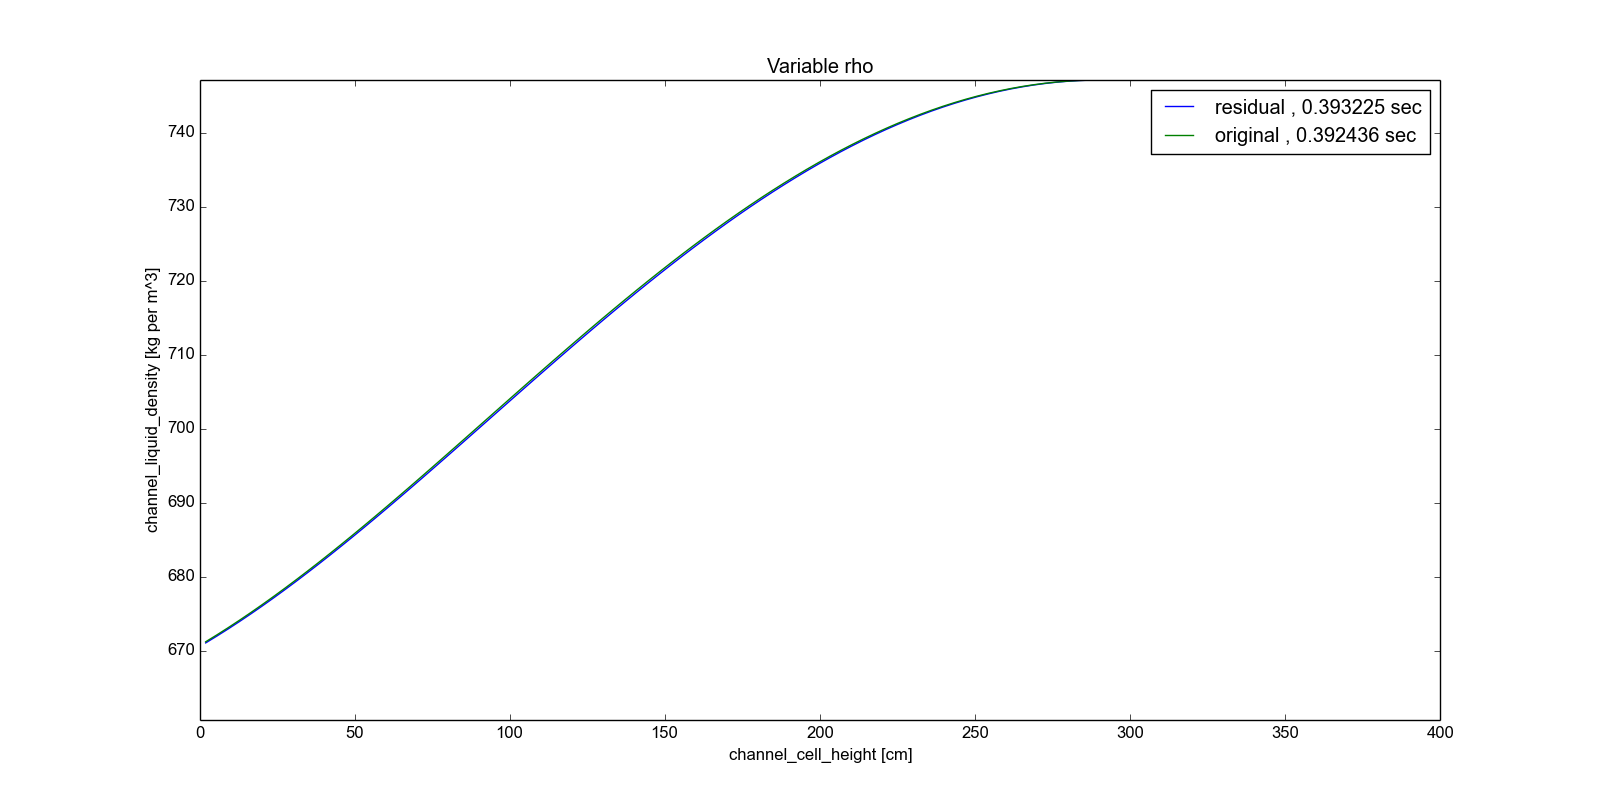 Variable rho
residual , 0.393225 sec
original , 0.392436 sec
channel_liquid_density [kg per m^3]
740
730
720
710
700
690
680
670
0 50 100 150 200 250 300 350 400
channel_cell_height [cm]